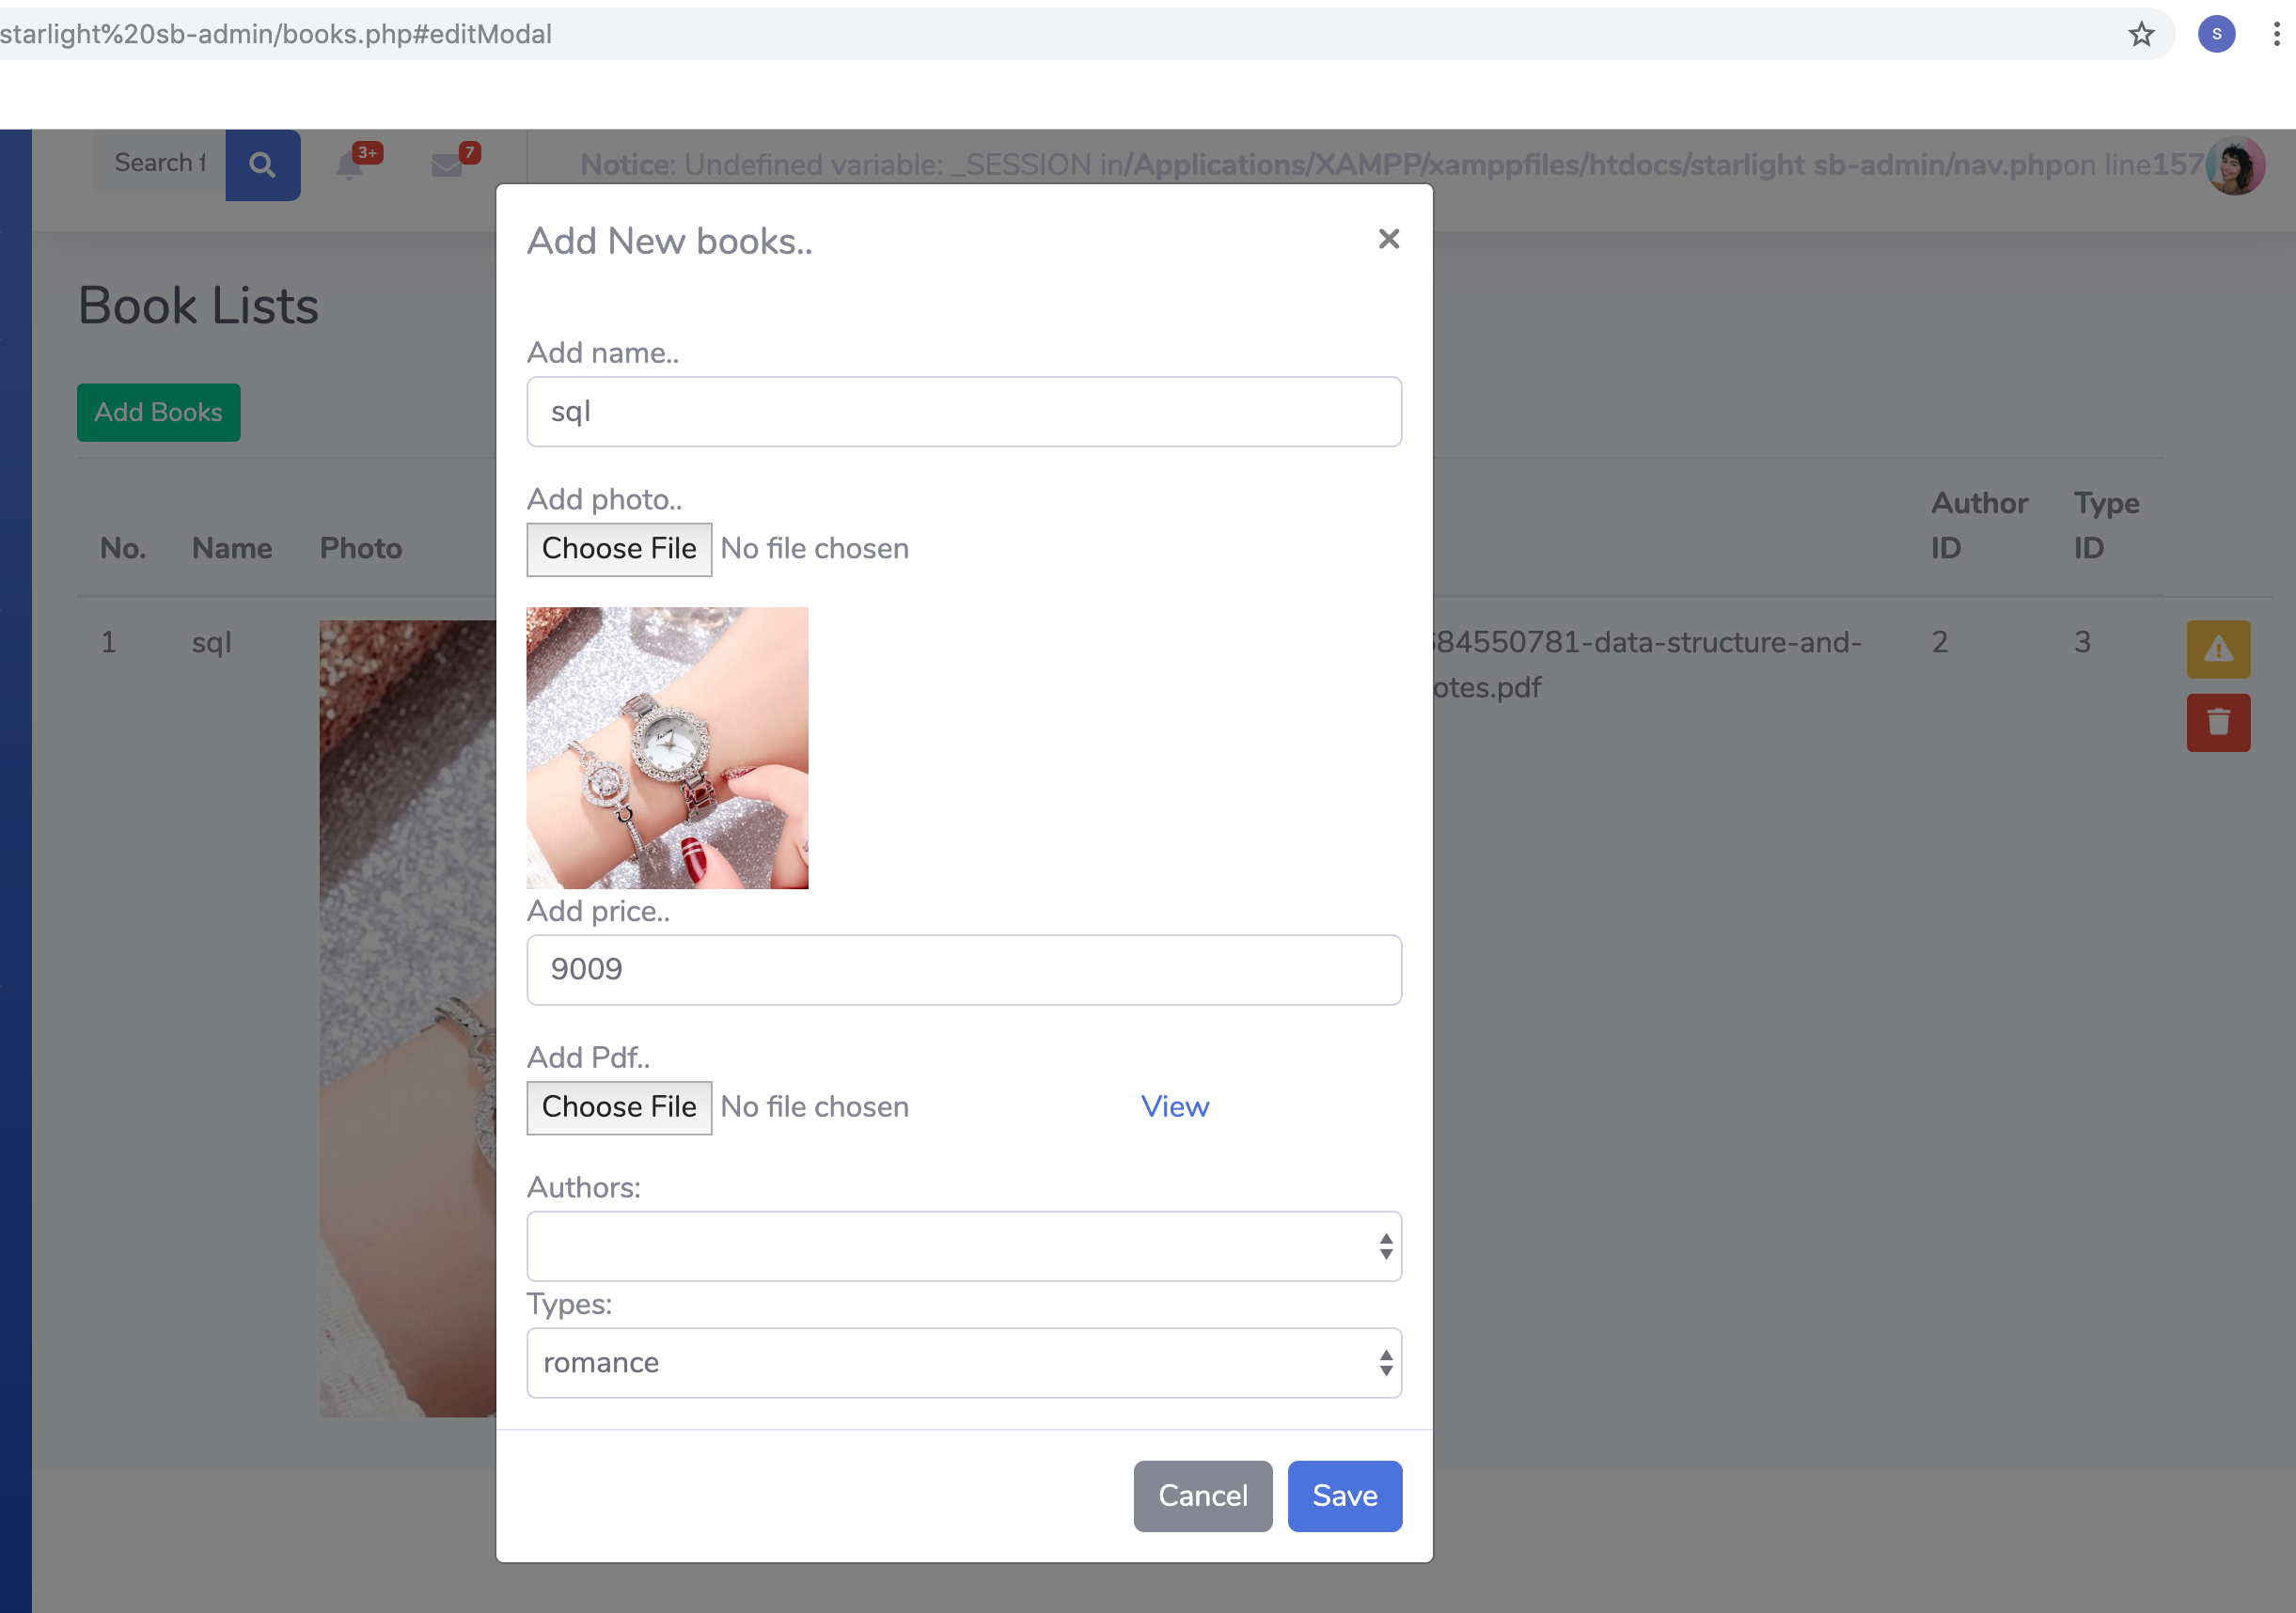 starlight%20sb-admin/books.php#editModal
S
Search f
3+
7
Notice: Undefined variable: _SESSION in/Applications/XAMPP/xamppfiles/htdocs/starlight sb-admin/nav.phpon line157
Add New books..
Book Lists
Add name..
sql
Add Books
Add photo..
Choose File No file chosen
No. Name Photo
Author ID
Type ID
1 sql
684550781-data-structure-and-
otes.pdf
2 3
Add price..
9009
Add Pdf..
Choose File No file chosen View
Authors:
Types:
romance
Cancel Save